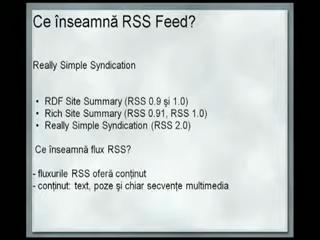 Ce înseamnă RSS Feed?
Really Simple Syndication
• RDF Site Summary (RSS 0.9 și 1.0)
• Rich Site Summary (RSS 0.91, RSS 1.0)
• Really Simple Syndication (RSS 2.0)
Ce înseamnă flux RSS?
- fluxurile RSS oferă conținut
- conținut: text, poze și chiar secvențe multimedia